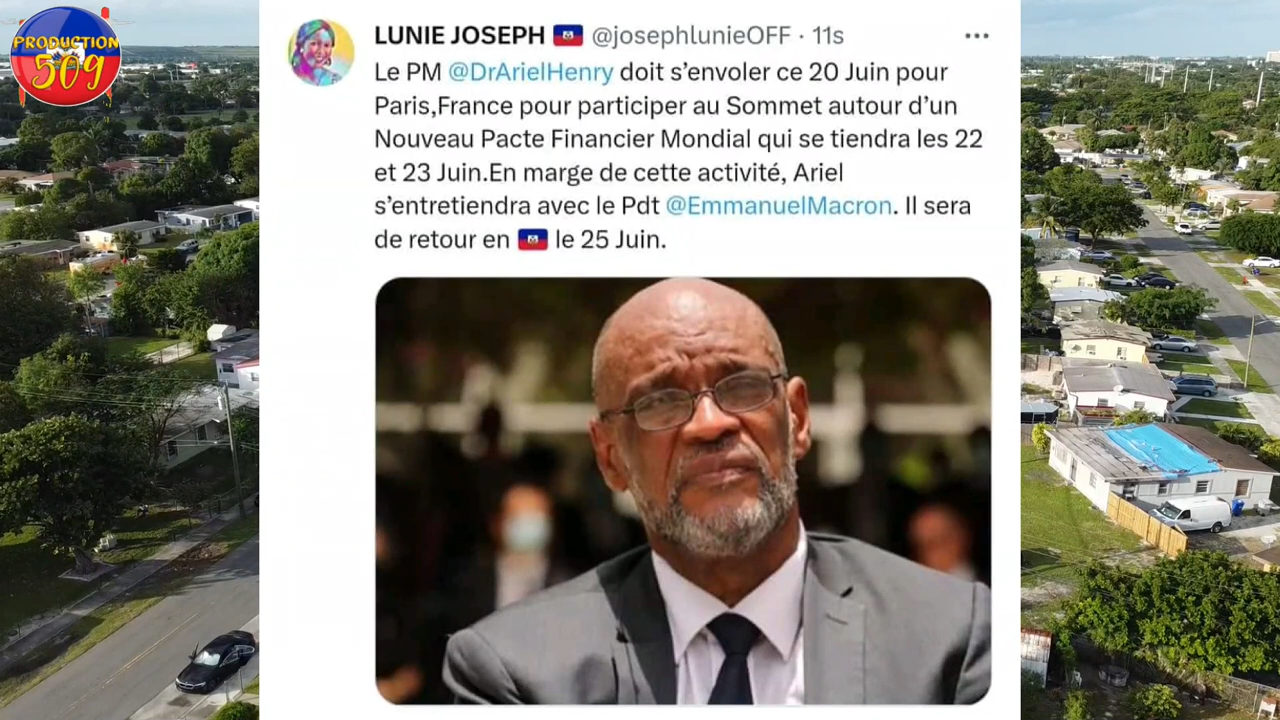 PRODUCTION
509
LUNIE JOSEPH 🇭🇹 @josephlunieOFF · 11s
Le PM @DrArielHenry doit s’envoler ce 20 Juin pour
Paris,France pour participer au Sommet autour d’un
Nouveau Pacte Financier Mondial qui se tiendra les 22
et 23 Juin.En marge de cette activité, Ariel
s’entretiendra avec le Pdt @EmmanuelMacron. Il sera
de retour en 🇭🇹 le 25 Juin.